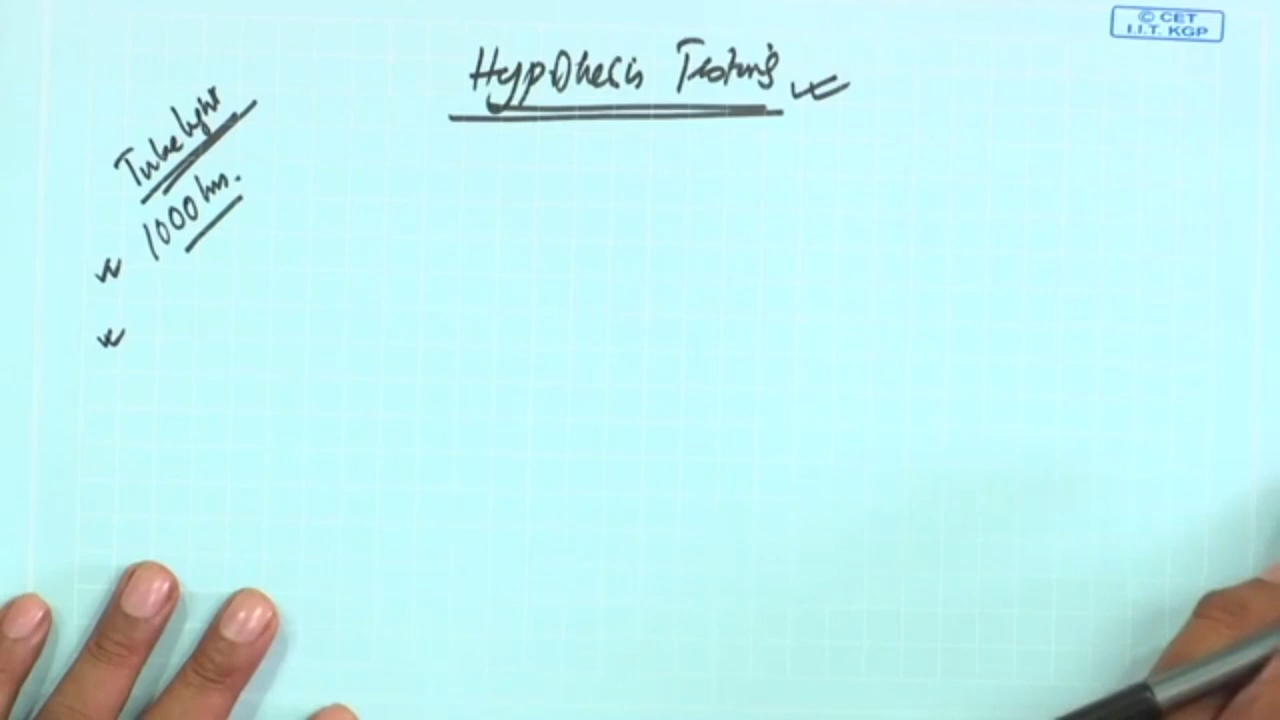 © CET
I.I.T. KGP
Hypothesis Testing
Tubelight
1000 hrs.